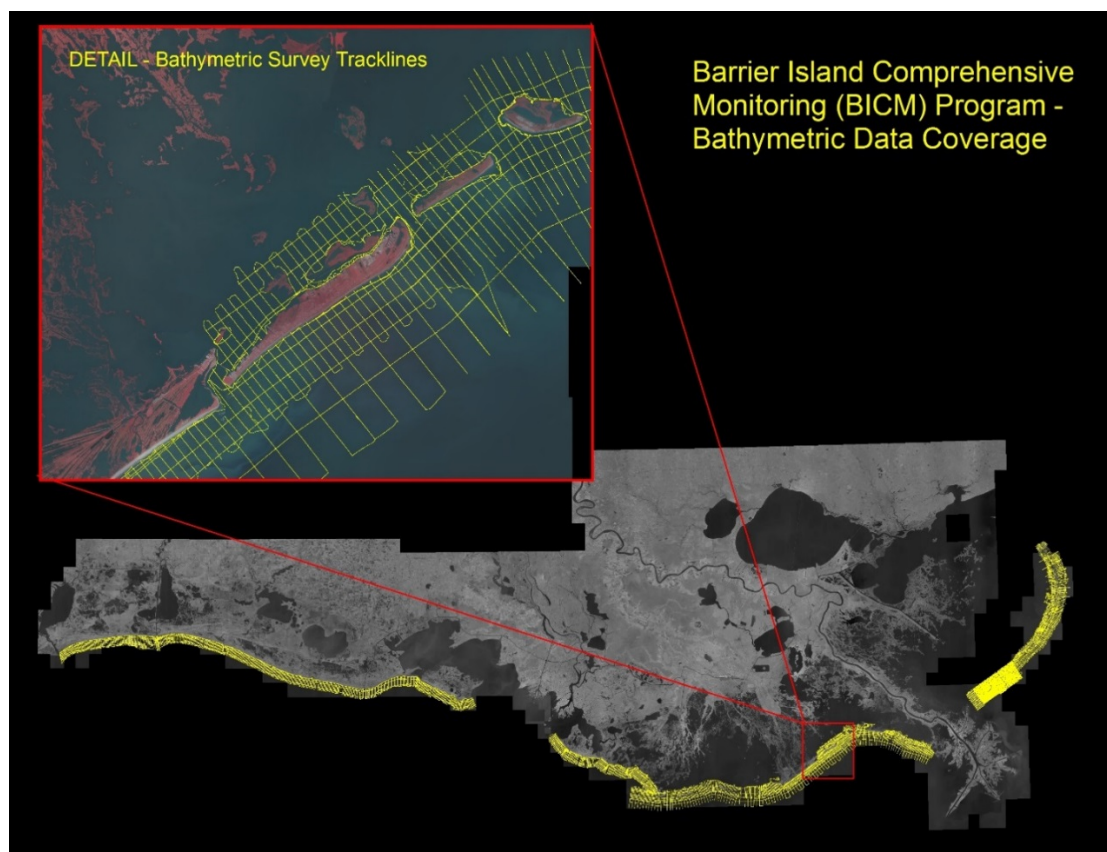 DETAIL - Bathymetric Survey Tracklines
Barrier Island Comprehensive
Monitoring (BICM) Program -
Bathymetric Data Coverage